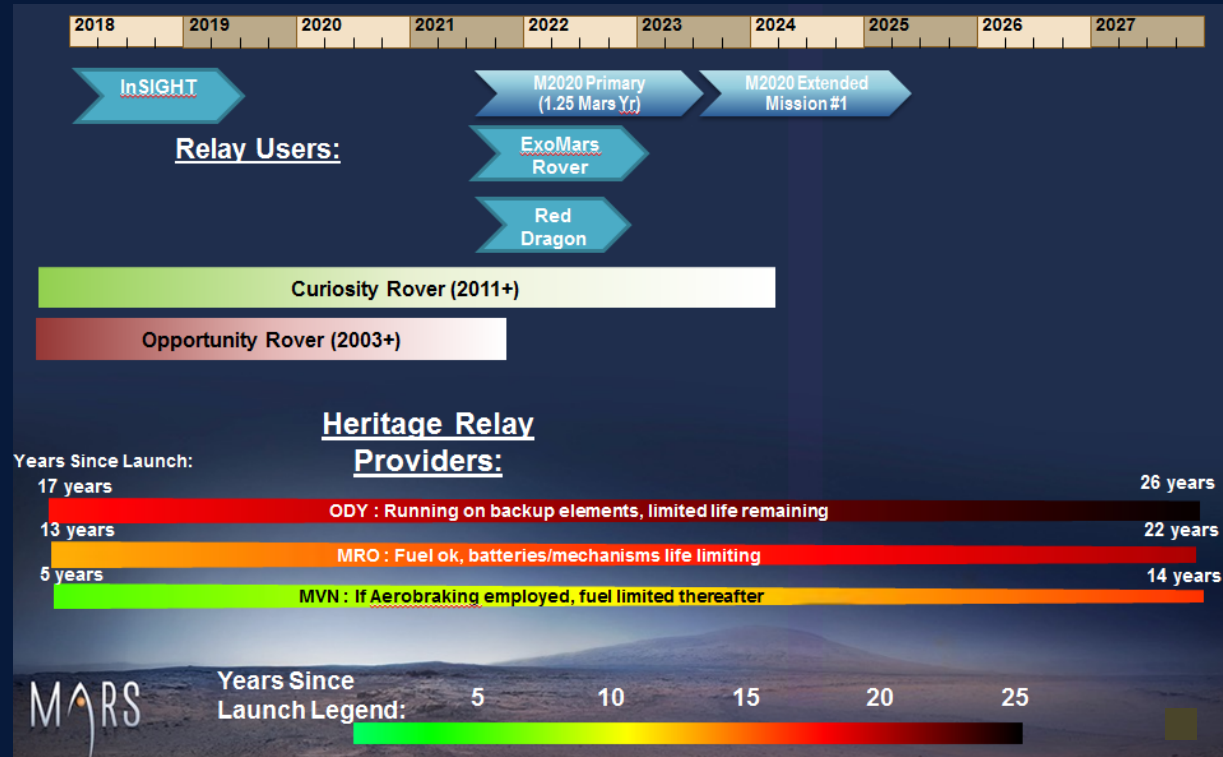 2018 2019 2020 2021 2022 2023 2024 2025 2026 2027
InSIGHT
M2020 Primary
(1.25 Mars Yr)
M2020 Extended
Mission #1
Relay Users:
ExoMars
Rover
Red
Dragon
Curiosity Rover (2011+)
Opportunity Rover (2003+)
Heritage Relay
Providers:
Years Since Launch:
17 years
26 years
ODY : Running on backup elements, limited life remaining
13 years
22 years
MRO : Fuel ok, batteries/mechanisms life limiting
5 years
14 years
MVN : If Aerobraking employed, fuel limited thereafter
MARS
Years Since
Launch Legend:
5 10 15 20 25